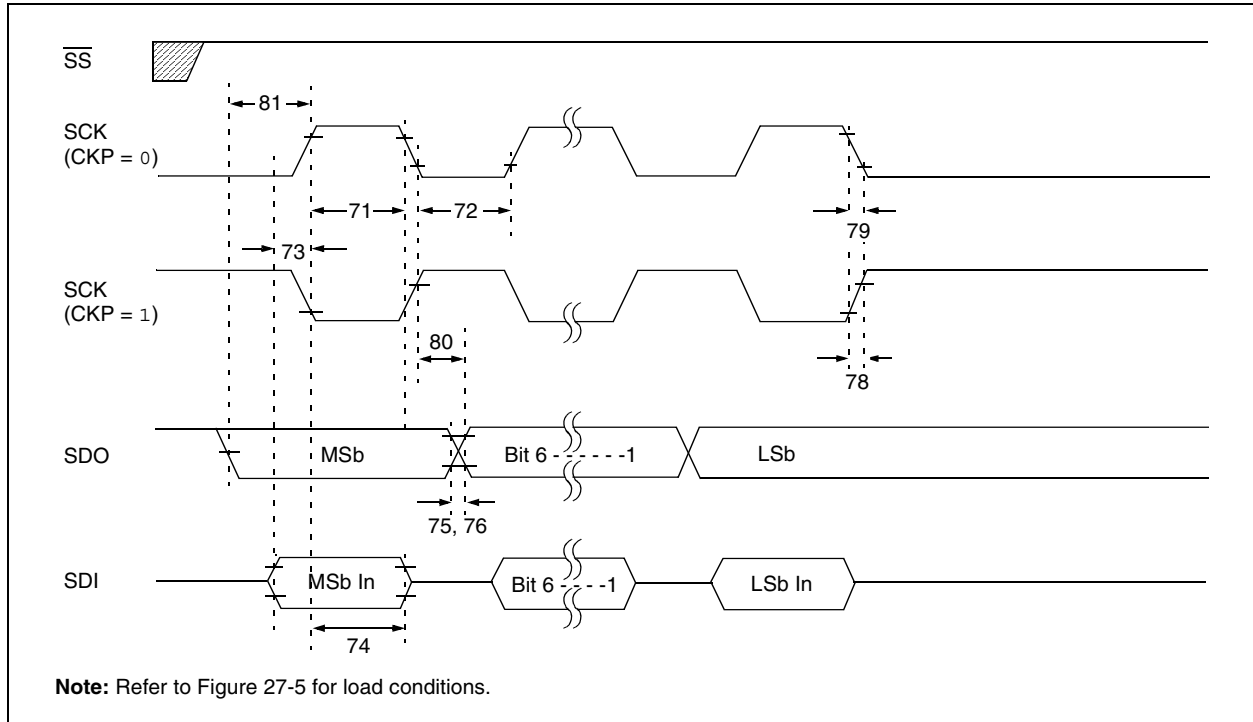 SS
81
SCK
(CKP = 0)
71
72
79
73
SCK
(CKP = 1)
80
78
SDO
MSb
Bit 6 - - - - - - -1
LSb
75, 76
SDI
MSb In
Bit 6 - - - - -1
LSb In
74
Note: Refer to Figure 27-5 for load conditions.